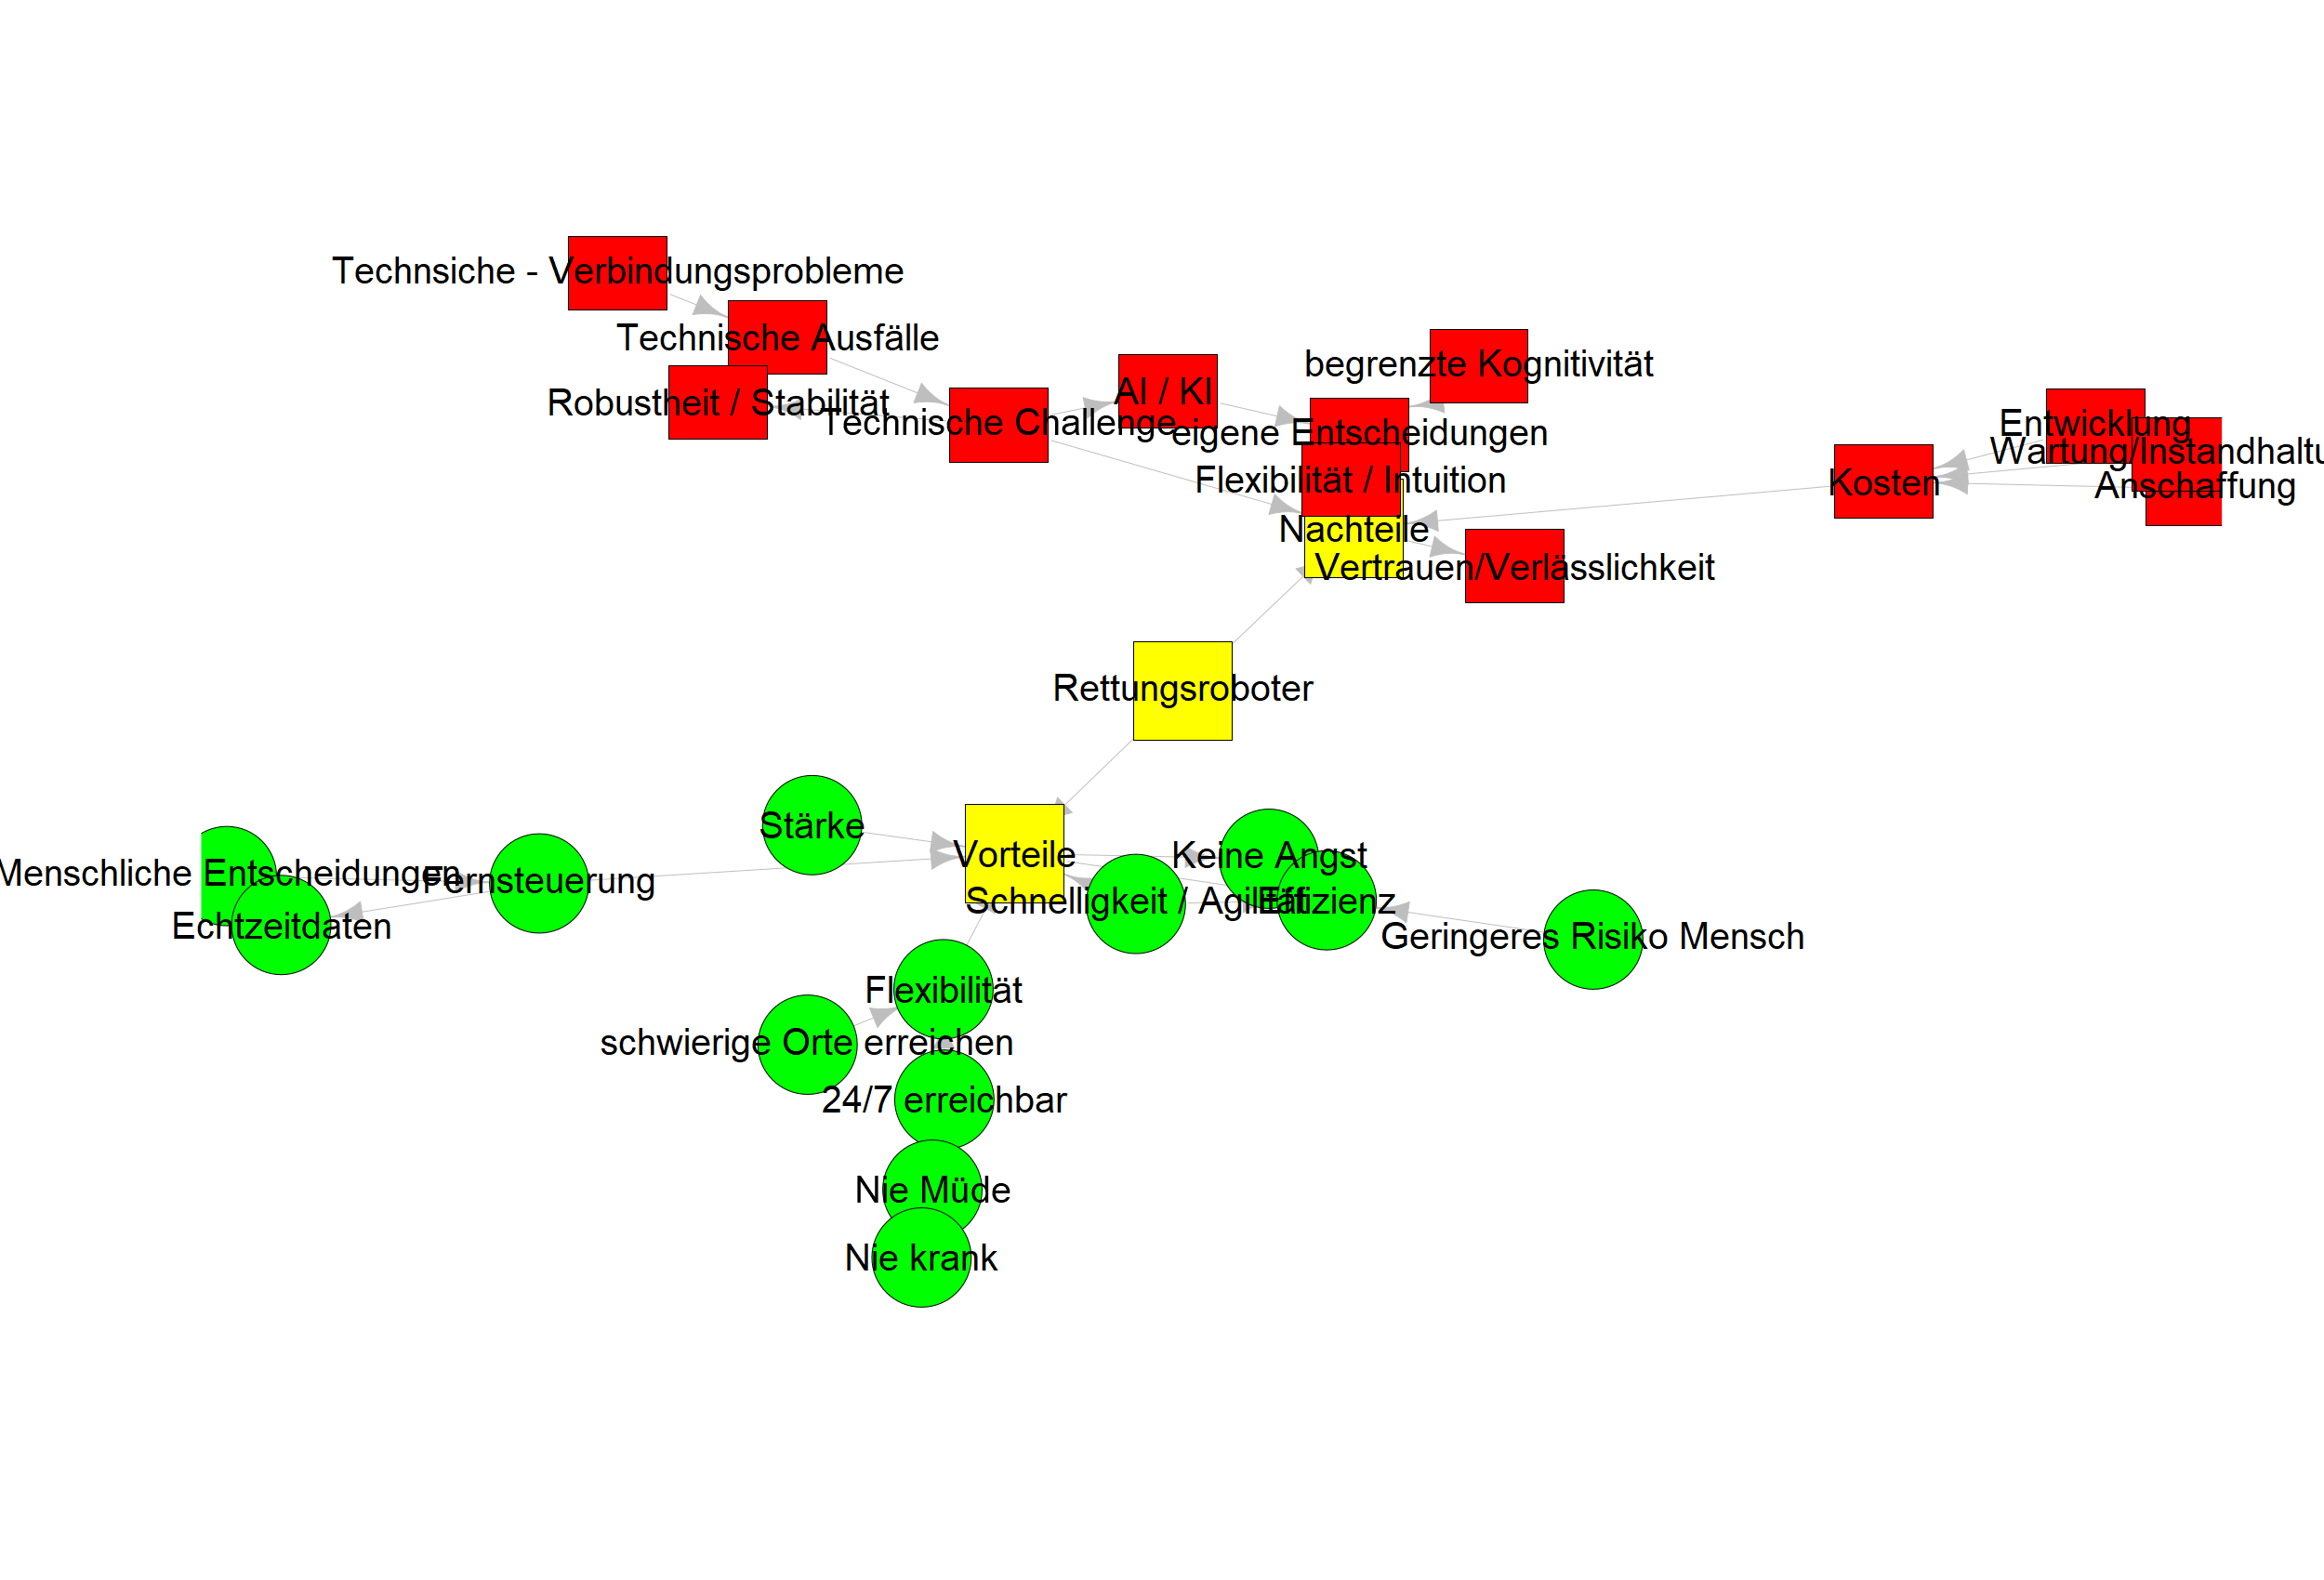 Technsiche - Verbindungsprobleme
Technische Ausfälle
begrenzte Kognitivität
AI / KI
Robustheit / Stabilität
Technische Challenge
eigene Entscheidungen
Entwicklung
Wartung/Instandhaltu
Flexibilität / Intuition
Kosten
Anschaffung
Nachteile
Vertrauen/Verlässlichkeit
Rettungsroboter
Stärke
Vorteile
Keine Angst
Menschliche Entscheidungen
Fernsteuerung
Schnelligkeit / Agilität
Effizienz
Echtzeitdaten
Geringeres Risiko Mensch
Flexibilität
schwierige Orte erreichen
24/7 erreichbar
Nie Müde
Nie krank